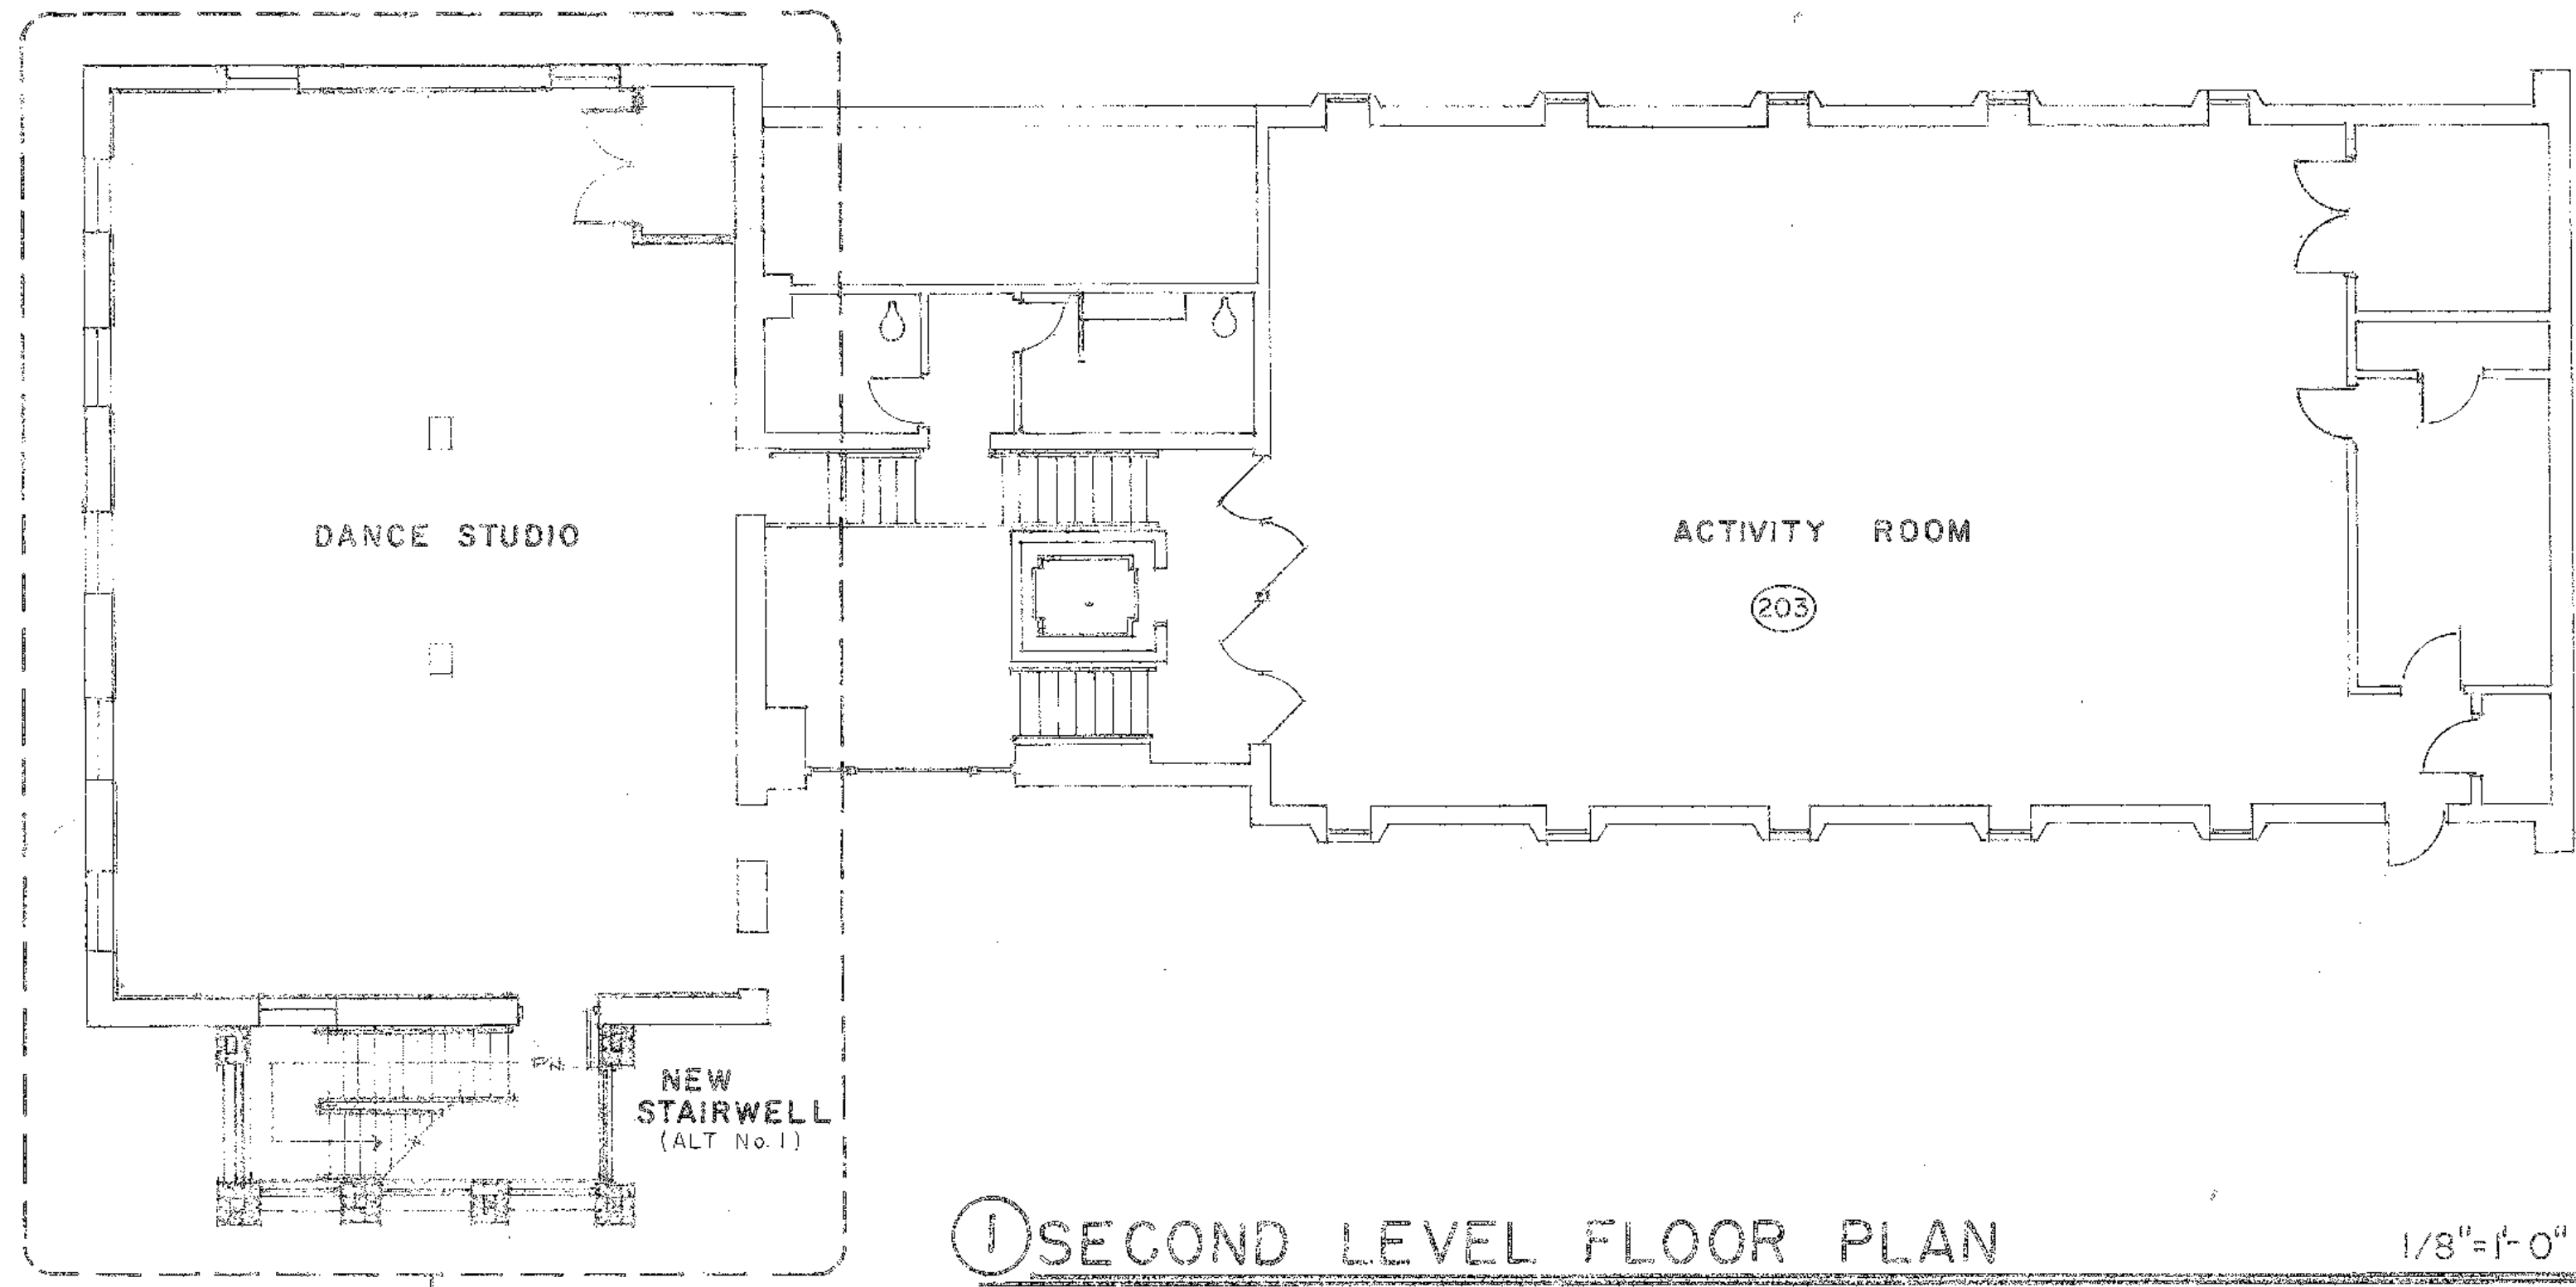 DANCE STUDIO
ACTIVITY ROOM
203
NEW
STAIRWELL
(ALT No. 1)
1 SECOND LEVEL FLOOR PLAN
1/8"=1'-0"